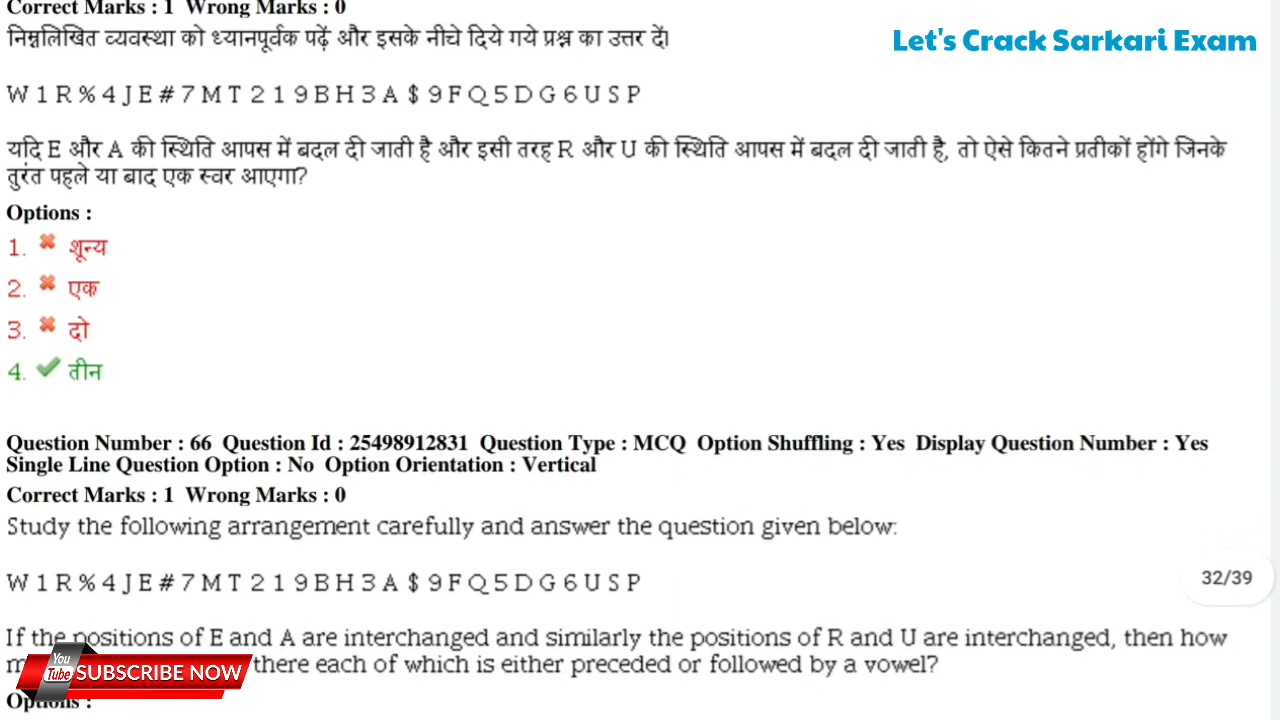 Correct Marks : 1 Wrong Marks : 0
Let's Crack Sarkari Exam
निम्नलिखित व्यवस्था को ध्यानपूर्वक पढ़ें और इसके नीचे दिये गये प्रश्न का उत्तर दें।
W 1 R % 4 J E # 7 M T 2 1 9 B H 3 A $ 9 F Q 5 D G 6 U S P
यदि E और A की स्थिति आपस में बदल दी जाती है और इसी तरह R और U की स्थिति आपस में बदल दी जाती है, तो ऐसे कितने प्रतीकों होंगे जिनके
तुरंत पहले या बाद एक स्वर आएगा?
Options :
1. शून्य
2. एक
3. दो
4. तीन
Question Number : 66 Question Id : 25498912831 Question Type : MCQ Option Shuffling : Yes Display Question Number : Yes
Single Line Question Option : No Option Orientation : Vertical
Correct Marks : 1 Wrong Marks : 0
Study the following arrangement carefully and answer the question given below:
W 1 R % 4 J E # 7 M T 2 1 9 B H 3 A $ 9 F Q 5 D G 6 U S P
32/39
If the positions of E and A are interchanged and similarly the positions of R and U are interchanged, then how
there each of which is either preceded or followed by a vowel?
You Tube SUBSCRIBE NOW
Options :